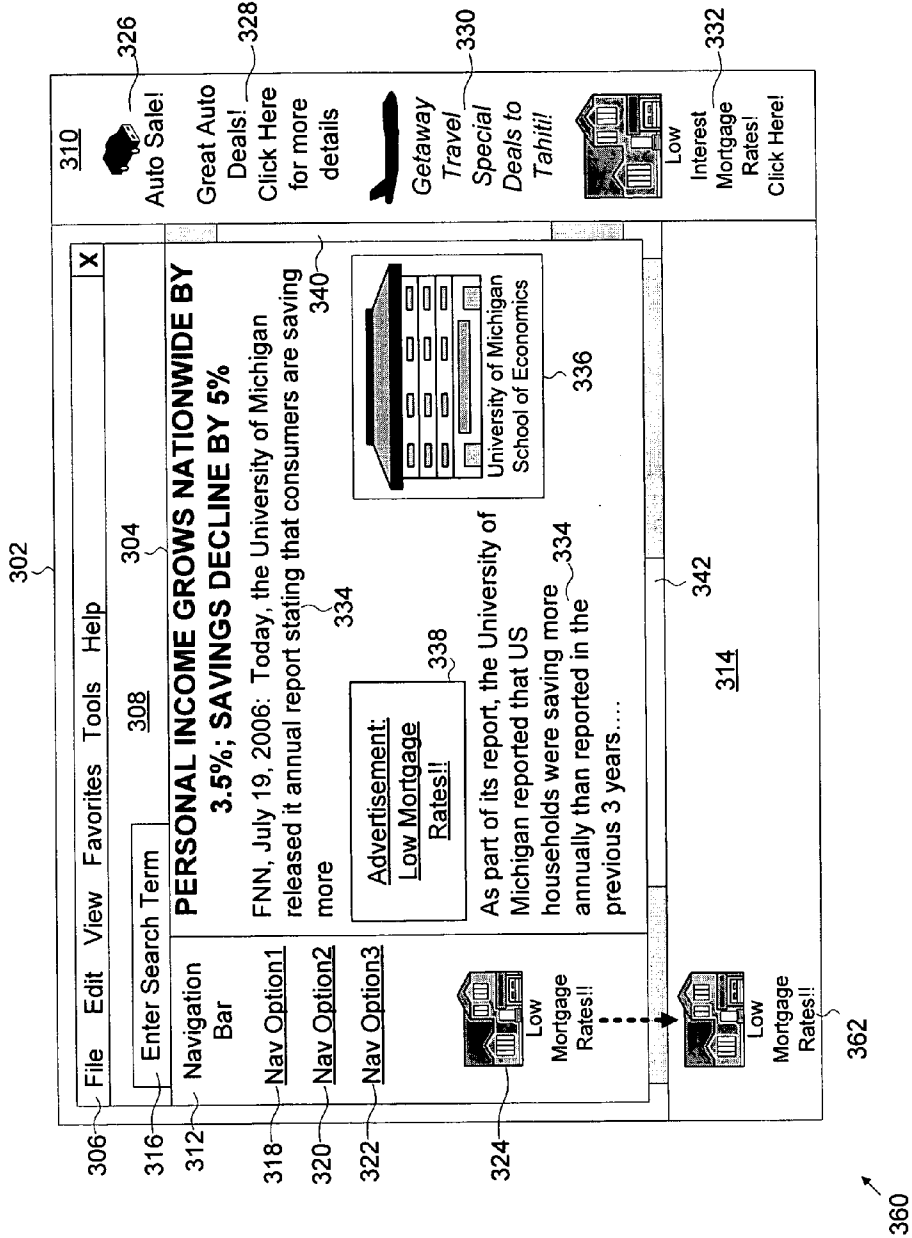 302
File Edit View Favorites Tools Help
X
306
308
304
310
Enter Search Term
316
PERSONAL INCOME GROWS NATIONWIDE BY
3.5%; SAVINGS DECLINE BY 5%
Navigation
Bar
312
FNN, July 19, 2006: Today, the University of Michigan
released it annual report stating that consumers are saving
more
334
340
Nav Option1
318
Nav Option2
320
Nav Option3
322
Advertisement:
Low Mortgage
Rates!!
338
University of Michigan
School of Economics
336
As part of its report, the University of
Michigan reported that US
households were saving more
annually than reported in the
previous 3 years....
334
Low
Mortgage
Rates!!
324
342
314
Low
Mortgage
Rates!!
362
Auto Sale!
326
Great Auto
Deals!
Click Here
for more
details
328
Getaway
Travel
Special
Deals to
Tahiti!
330
Low
Interest
Mortgage
Rates!
Click Here!
332
360